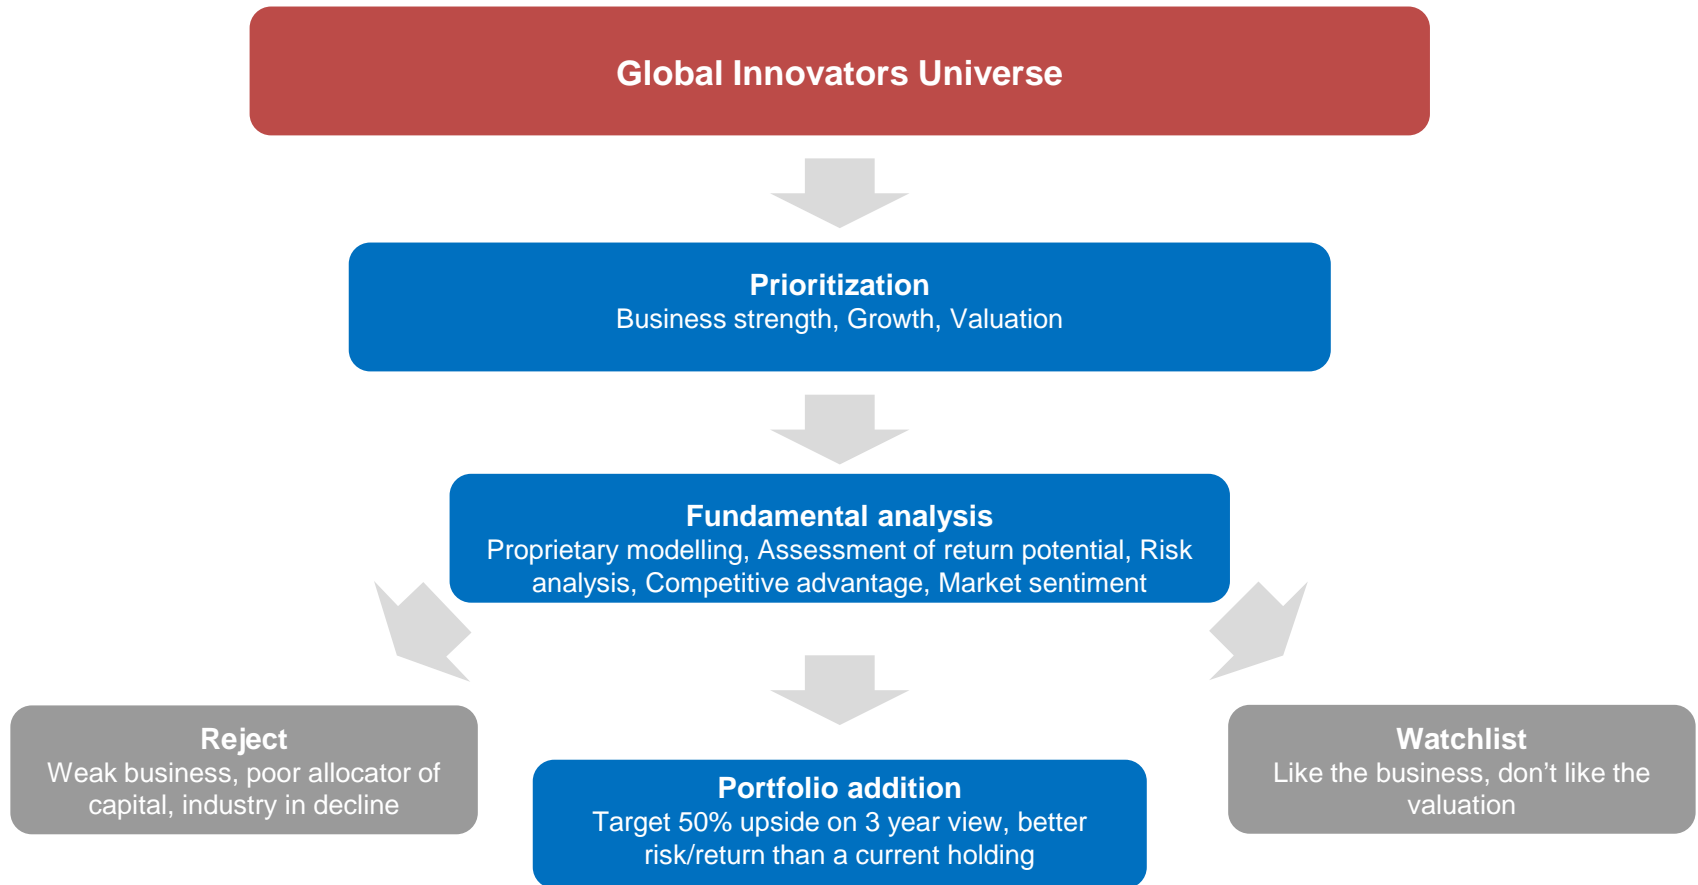 Global Innovators Universe
Prioritization
Business strength, Growth, Valuation
Fundamental analysis
Proprietary modelling, Assessment of return potential, Risk
analysis, Competitive advantage, Market sentiment
Reject
Weak business, poor allocator of
capital, industry in decline
Portfolio addition
Target 50% upside on 3 year view, better
risk/return than a current holding
Watchlist
Like the business, don’t like the
valuation